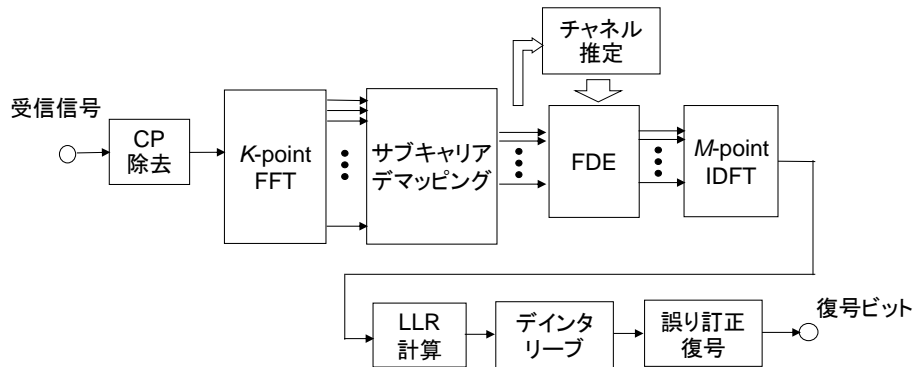 チャネル
推定
受信信号
CP
除去
K-point
FFT
サブキャリア
デマッピング
FDE
M-point
IDFT
LLR
計算
デインタ
リーブ
誤り訂正
復号
復号ビット